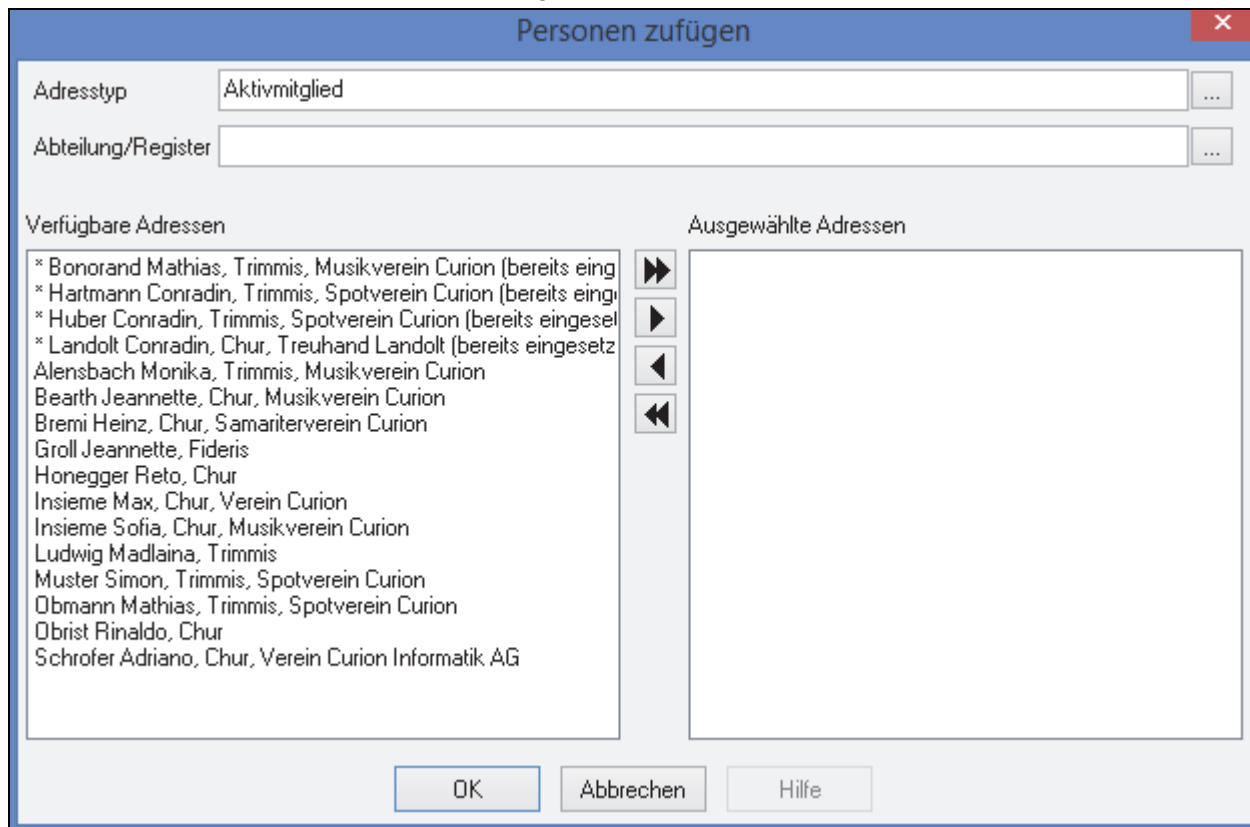 Personen zufügen
Adresstyp Aktivmitglied ...
Abteilung/Register ...
Verfügbare Adressen Ausgewählte Adressen
* Bonorand Mathias, Trimmis, Musikverein Curion (bereits eing
* Hartmann Conradin, Trimmis, Spotverein Curion (bereits eing
* Huber Conradin, Trimmis, Spotverein Curion (bereits eingeset
* Landolt Conradin, Chur, Treuhand Landolt (bereits eingesetz
Alensbach Monika, Trimmis, Musikverein Curion
Bearth Jeannette, Chur, Musikverein Curion
Bremi Heinz, Chur, Samariterverein Curion
Groll Jeannette, Fideris
Honegger Reto, Chur
Insieme Max, Chur, Verein Curion
Insieme Sofia, Chur, Musikverein Curion
Ludwig Madlaina, Trimmis
Muster Simon, Trimmis, Spotverein Curion
Obmann Mathias, Trimmis, Spotverein Curion
Obrist Rinaldo, Chur
Schrofer Adriano, Chur, Verein Curion Informatik AG
OK Abbrechen Hilfe